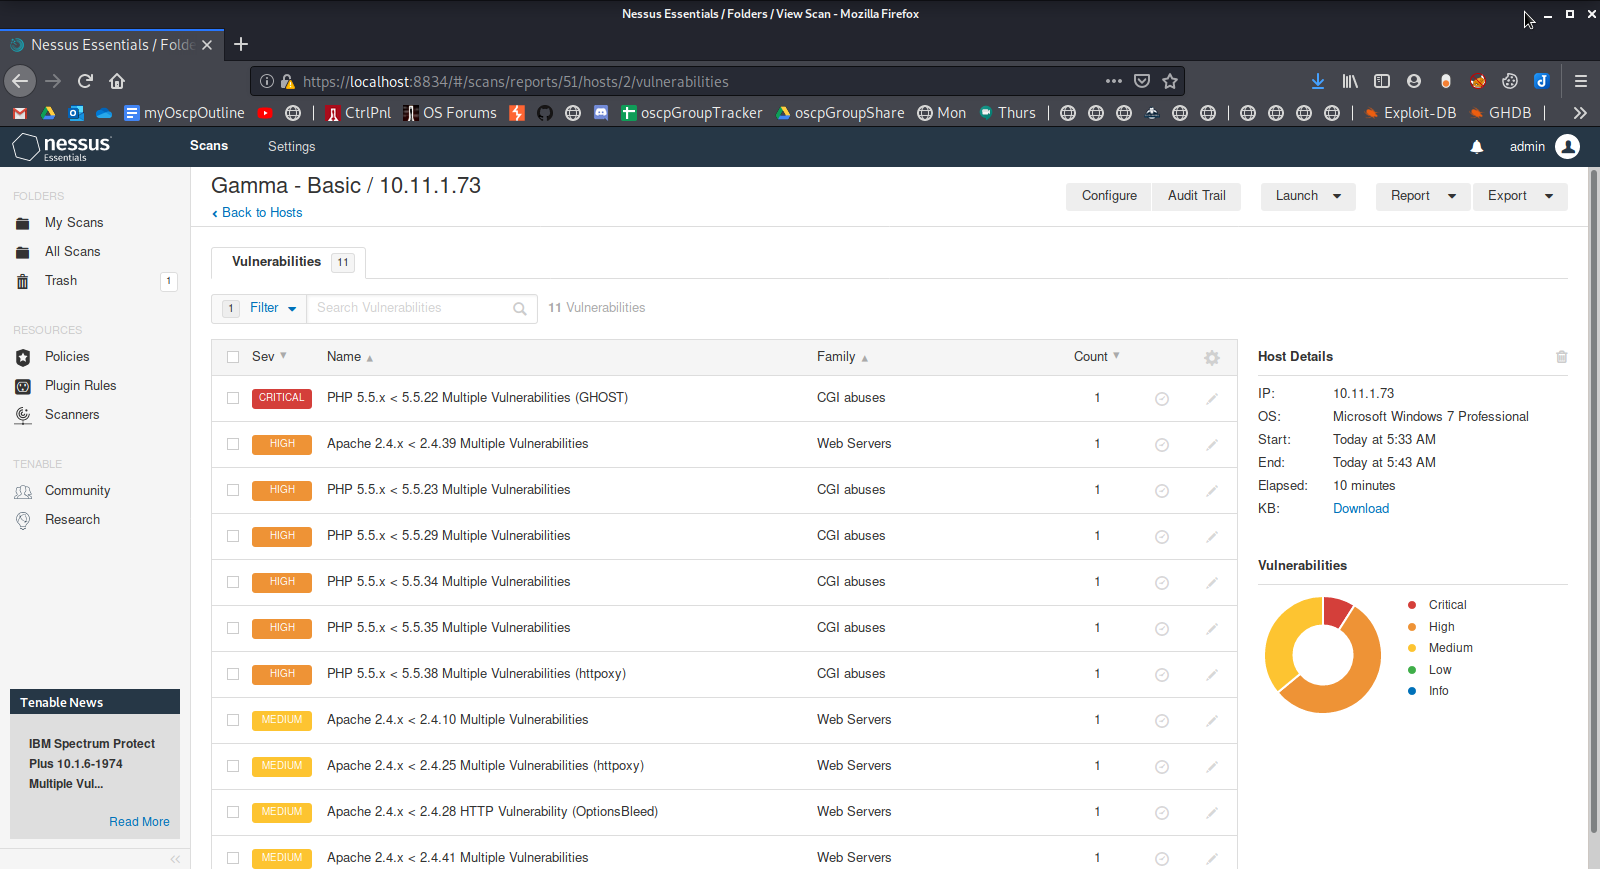 Nessus Essentials / Folders / View Scan - Mozilla Firefox
Nessus Essentials / Folde
https://localhost:8834/#/scans/reports/51/hosts/2/vulnerabilities
myOscpOutline CtrlPnl OS Forums oscpGroupTracker oscpGroupShare Mon Thurs Exploit-DB GHDB
nessus Essentials Scans Settings admin
FOLDERS
My Scans
All Scans
Trash 1
RESOURCES
Policies
Plugin Rules
Scanners
TENABLE
Community
Research
Tenable News
IBM Spectrum Protect
Plus 10.1.6-1974
Multiple Vul...
Read More
Gamma - Basic / 10.11.1.73
Back to Hosts
Configure Audit Trail Launch Report Export
Vulnerabilities 11
1 Filter Search Vulnerabilities 11 Vulnerabilities
Sev Name Family Count
CRITICAL PHP 5.5.x < 5.5.22 Multiple Vulnerabilities (GHOST) CGI abuses 1
HIGH Apache 2.4.x < 2.4.39 Multiple Vulnerabilities Web Servers 1
HIGH PHP 5.5.x < 5.5.23 Multiple Vulnerabilities CGI abuses 1
HIGH PHP 5.5.x < 5.5.29 Multiple Vulnerabilities CGI abuses 1
HIGH PHP 5.5.x < 5.5.34 Multiple Vulnerabilities CGI abuses 1
HIGH PHP 5.5.x < 5.5.35 Multiple Vulnerabilities CGI abuses 1
HIGH PHP 5.5.x < 5.5.38 Multiple Vulnerabilities (httpoxy) CGI abuses 1
MEDIUM Apache 2.4.x < 2.4.10 Multiple Vulnerabilities Web Servers 1
MEDIUM Apache 2.4.x < 2.4.25 Multiple Vulnerabilities (httpoxy) Web Servers 1
MEDIUM Apache 2.4.x < 2.4.28 HTTP Vulnerability (OptionsBleed) Web Servers 1
MEDIUM Apache 2.4.x < 2.4.41 Multiple Vulnerabilities Web Servers 1
Host Details
IP: 10.11.1.73
OS: Microsoft Windows 7 Professional
Start: Today at 5:33 AM
End: Today at 5:43 AM
Elapsed: 10 minutes
KB: Download
Vulnerabilities
Critical
High
Medium
Low
Info